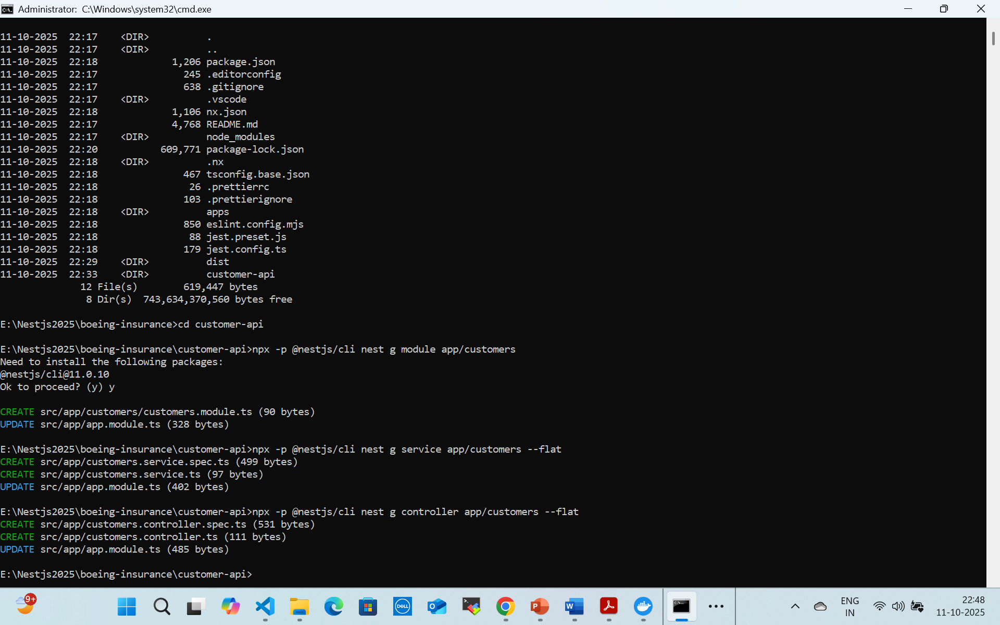 Administrator: C:\Windows\system32\cmd.exe
11-10-2025  22:17    <DIR>          .
11-10-2025  22:17    <DIR>          ..
11-10-2025  22:18             1,206 package.json
11-10-2025  22:17               245 .editorconfig
11-10-2025  22:17               638 .gitignore
11-10-2025  22:17    <DIR>          .vscode
11-10-2025  22:18             1,106 nx.json
11-10-2025  22:17             4,768 README.md
11-10-2025  22:17    <DIR>          node_modules
11-10-2025  22:20           609,771 package-lock.json
11-10-2025  22:18    <DIR>          .nx
11-10-2025  22:18               467 tsconfig.base.json
11-10-2025  22:18                26 .prettierrc
11-10-2025  22:18               103 .prettierignore
11-10-2025  22:18    <DIR>          apps
11-10-2025  22:18               850 eslint.config.mjs
11-10-2025  22:18                88 jest.preset.js
11-10-2025  22:18               179 jest.config.ts
11-10-2025  22:29    <DIR>          dist
11-10-2025  22:33    <DIR>          customer-api
12 File(s)        619,447 bytes
8 Dir(s)  743,634,370,560 bytes free
E:\Nestjs2025\boeing-insurance>cd customer-api
E:\Nestjs2025\boeing-insurance\customer-api>npx -p @nestjs/cli nest g module app/customers
Need to install the following packages:
@nestjs/cli@11.0.10
Ok to proceed? (y) y
CREATE src/app/customers/customers.module.ts (90 bytes)
UPDATE src/app/app.module.ts (328 bytes)
E:\Nestjs2025\boeing-insurance\customer-api>npx -p @nestjs/cli nest g service app/customers --flat
CREATE src/app/customers.service.spec.ts (499 bytes)
CREATE src/app/customers.service.ts (97 bytes)
UPDATE src/app/app.module.ts (402 bytes)
E:\Nestjs2025\boeing-insurance\customer-api>npx -p @nestjs/cli nest g controller app/customers --flat
CREATE src/app/customers.controller.spec.ts (531 bytes)
CREATE src/app/customers.controller.ts (111 bytes)
UPDATE src/app/app.module.ts (485 bytes)
E:\Nestjs2025\boeing-insurance\customer-api>
9+
DELL
ENG
IN
22:48
11-10-2025